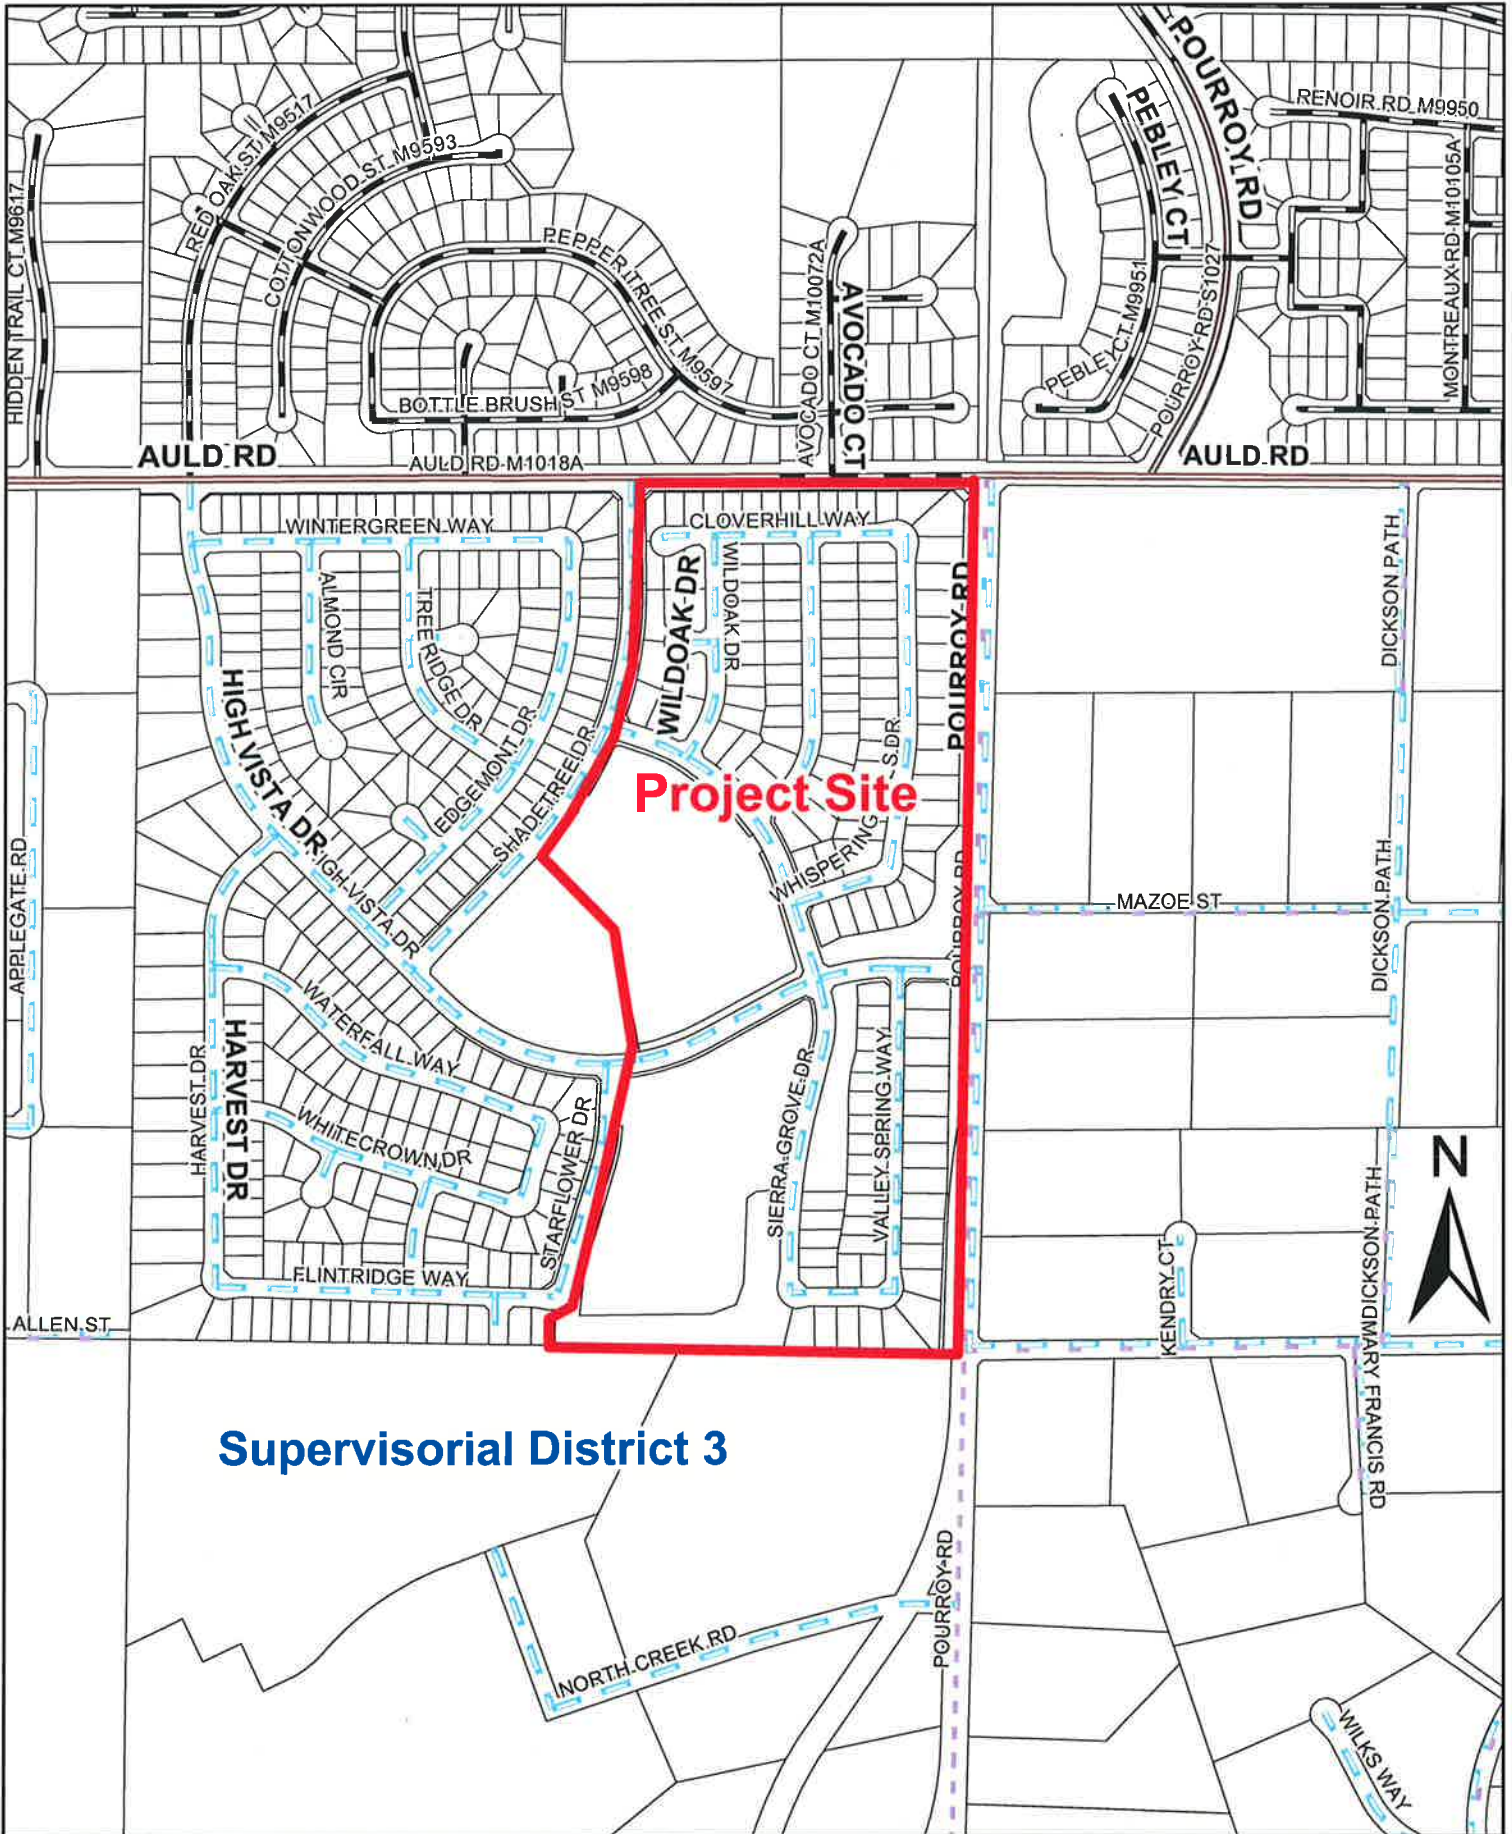 POURROY RD
RENOIR RD M9950
PEBLEY CT
RED OAK ST M9517
COTTONWOOD ST M9593
HIDDEN TRAIL CT M9617
PEPPER TREE ST M9597
AVOCADO CT M10072A
AVOCADO CT
PEBLEY CT M9951
POURROY RD S1027
MONTREAUX RD M10105A
BOTTLE BRUSH ST M9598
AULD RD
AULD RD M1018A
AULD RD
WINTERGREEN WAY
CLOVERHILL WAY
WILDOAK DR
WILDOAK DR
ALMOND CIR
TREE RIDGE DR
POURROY RD
DICKSON PATH
HIGH VISTA DR
EDGEMONT DR
SHADETREE DR
S DR
Project Site
WHISPERING
IGH VISTA DR
APPLEGATE RD
POURROY RD
MAZOE ST
DICKSON PATH
WATERFALL WAY
HARVEST DR
HARVEST DR
WHITECROWN DR
STARFLOWER DR
SIERRA GROVE DR
VALLEY SPRING WAY
N
FLINTRIDGE WAY
ALLEN ST
KENDRY CT
DICKSON PATH
MARY FRANCIS RD
Supervisorial District 3
POURROY RD
NORTH CREEK RD
WILKS WAY